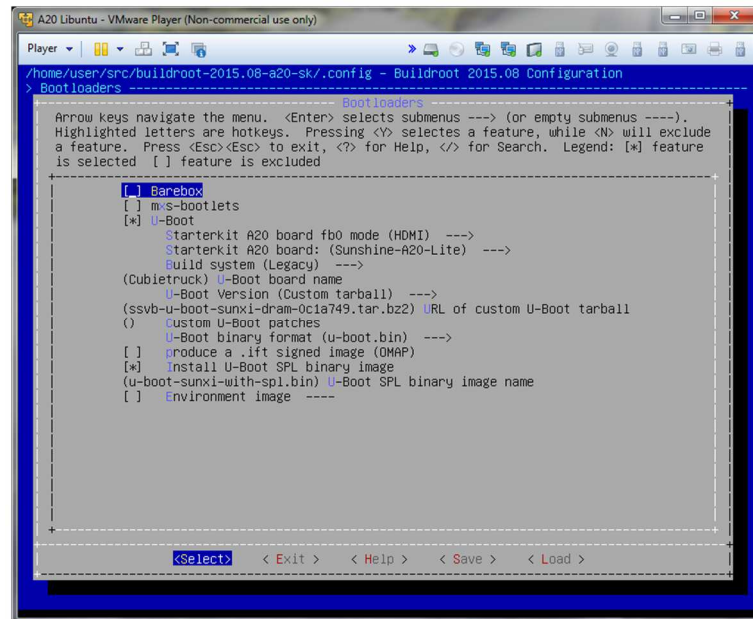 A20 Libuntu - VMware Player (Non-commercial use only)
Player
/home/user/src/buildroot-2015.08-a20-sk/.config - Buildroot 2015.08 Configuration
> Bootloaders
Bootloaders
Arrow keys navigate the menu. <Enter> selects submenus ---> (or empty submenus ----).
Highlighted letters are hotkeys. Pressing <Y> selectes a feature, while <N> will exclude
a feature. Press <Esc><Esc> to exit, <?> for Help, </> for Search. Legend: [*] feature
is selected [ ] feature is excluded
[ ] Barebox
[ ] mxs-bootlets
[*] U-Boot
Starterkit A20 board fb0 mode (HDMI) --->
Starterkit A20 board: (Sunshine-A20-Lite) --->
Build system (Legacy) --->
(Cubietruck) U-Boot board name
U-Boot Version (Custom tarball) --->
(ssvb-u-boot-sunxi-dram-0c1a749.tar.bz2) URL of custom U-Boot tarball
() Custom U-Boot patches
U-Boot binary format (u-boot.bin) --->
[ ] produce a .ift signed image (OMAP)
[*] Install U-Boot SPL binary image
(u-boot-sunxi-with-spl.bin) U-Boot SPL binary image name
[ ] Environment image ----
<Select> < Exit > < Help > < Save > < Load >